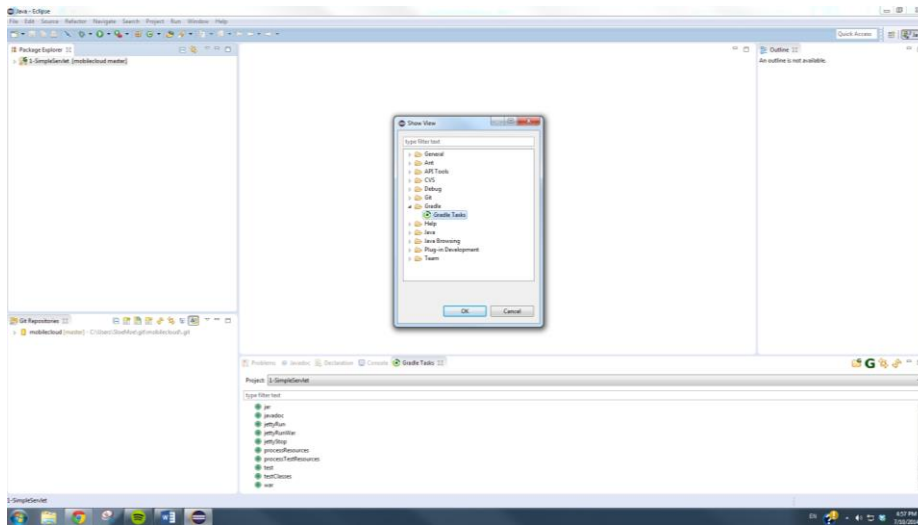 Java - Eclipse
File Edit Source Refactor Navigate Search Project Run Window Help
Quick Access
Package Explorer
1-SimpleServlet [mobilecloud master]
Outline
An outline is not available.
Show View
type filter text
General
Ant
API Tools
CVS
Debug
Git
Gradle
Gradle Tasks
Help
Java
Java Browsing
Plug-in Development
Team
OK Cancel
Git Repositories
mobilecloud [master]
Problems Javadoc Declaration Console Gradle Tasks
Project: 1-SimpleServlet
type filter text
jar
javadoc
jettyRun
jettyRunWar
jettyStop
processResources
processTestResources
test
testClasses
war
1-SimpleServlet
EN
4:57 PM